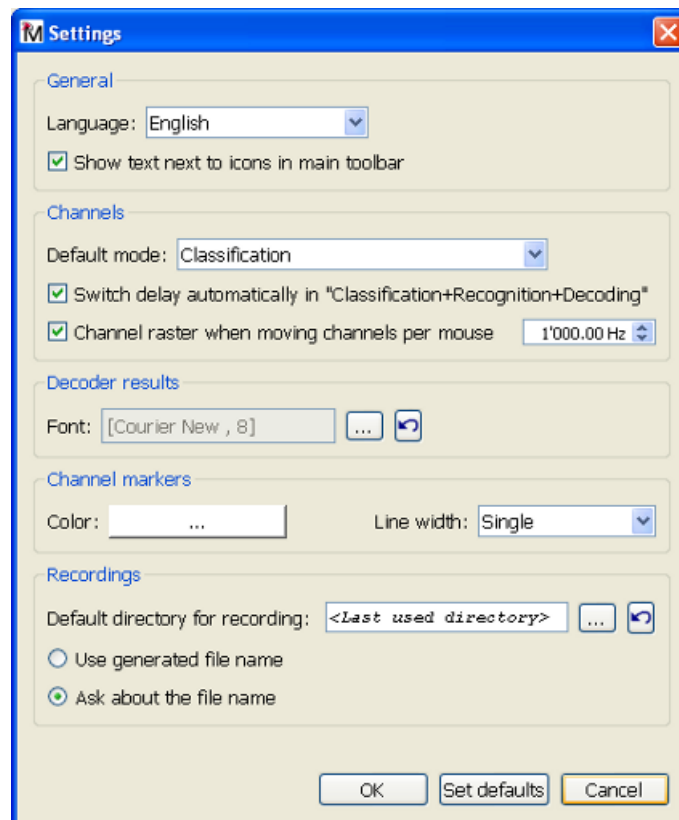 Settings
General
Language: English
Show text next to icons in main toolbar
Channels
Default mode: Classification
Switch delay automatically in "Classification+Recognition+Decoding"
Channel raster when moving channels per mouse 1'000.00 Hz
Decoder results
Font: [Courier New , 8] ...
Channel markers
Color: ... Line width: Single
Recordings
Default directory for recording: <Last used directory> ...
Use generated file name
Ask about the file name
OK Set defaults Cancel